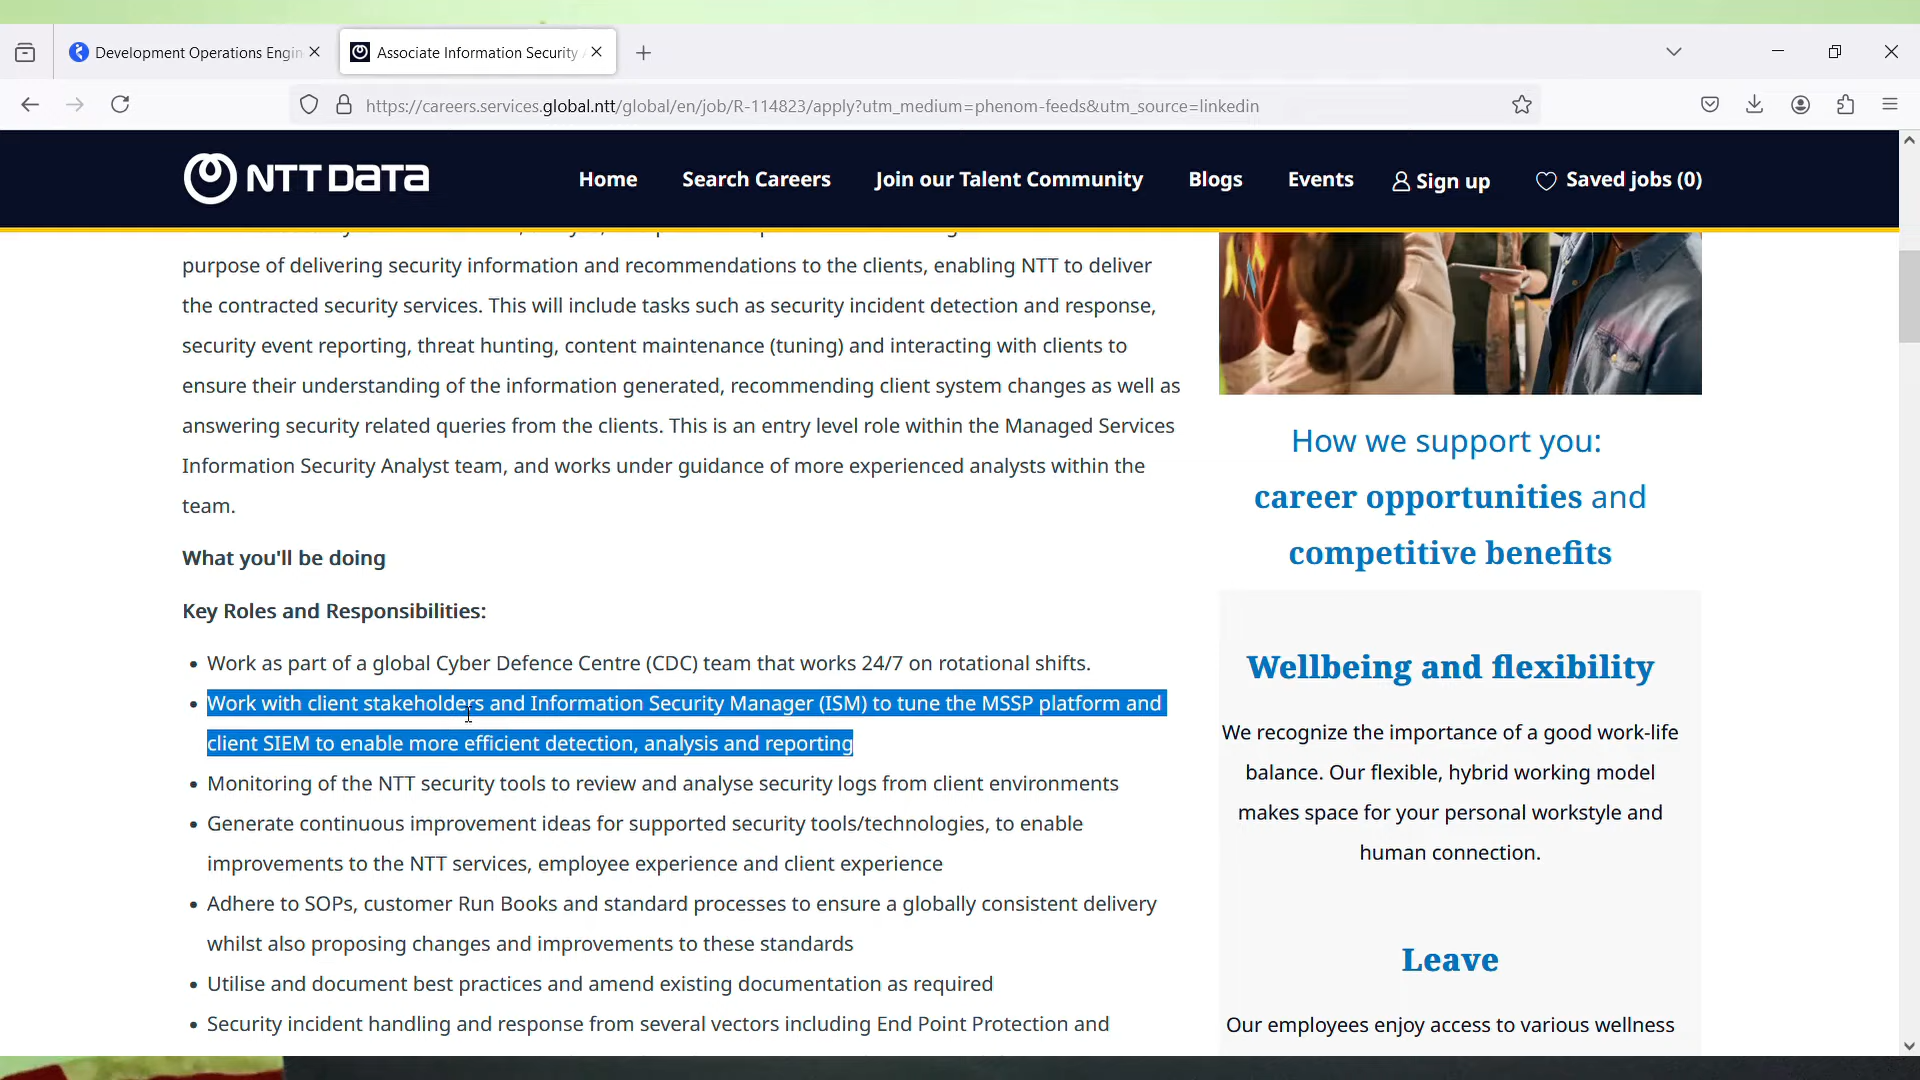 Development Operations Engin
Associate Information Security A
https://careers.services.global.ntt/global/en/job/R-114823/apply?utm_medium=phenom-feeds&utm_source=linkedin
NTT DATA
Home
Search Careers
Join our Talent Community
Blogs
Events
Sign up
Saved jobs (0)
purpose of delivering security information and recommendations to the clients, enabling NTT to deliver
the contracted security services. This will include tasks such as security incident detection and response,
security event reporting, threat hunting, content maintenance (tuning) and interacting with clients to
ensure their understanding of the information generated, recommending client system changes as well as
answering security related queries from the clients. This is an entry level role within the Managed Services
Information Security Analyst team, and works under guidance of more experienced analysts within the
team.
What you'll be doing
Key Roles and Responsibilities:
• Work as part of a global Cyber Defence Centre (CDC) team that works 24/7 on rotational shifts.
• Work with client stakeholders and Information Security Manager (ISM) to tune the MSSP platform and
client SIEM to enable more efficient detection, analysis and reporting
• Monitoring of the NTT security tools to review and analyse security logs from client environments
• Generate continuous improvement ideas for supported security tools/technologies, to enable
improvements to the NTT services, employee experience and client experience
• Adhere to SOPs, customer Run Books and standard processes to ensure a globally consistent delivery
whilst also proposing changes and improvements to these standards
• Utilise and document best practices and amend existing documentation as required
• Security incident handling and response from several vectors including End Point Protection and
How we support you:
career opportunities and
competitive benefits
Wellbeing and flexibility
We recognize the importance of a good work-life
balance. Our flexible, hybrid working model
makes space for your personal workstyle and
human connection.
Leave
Our employees enjoy access to various wellness